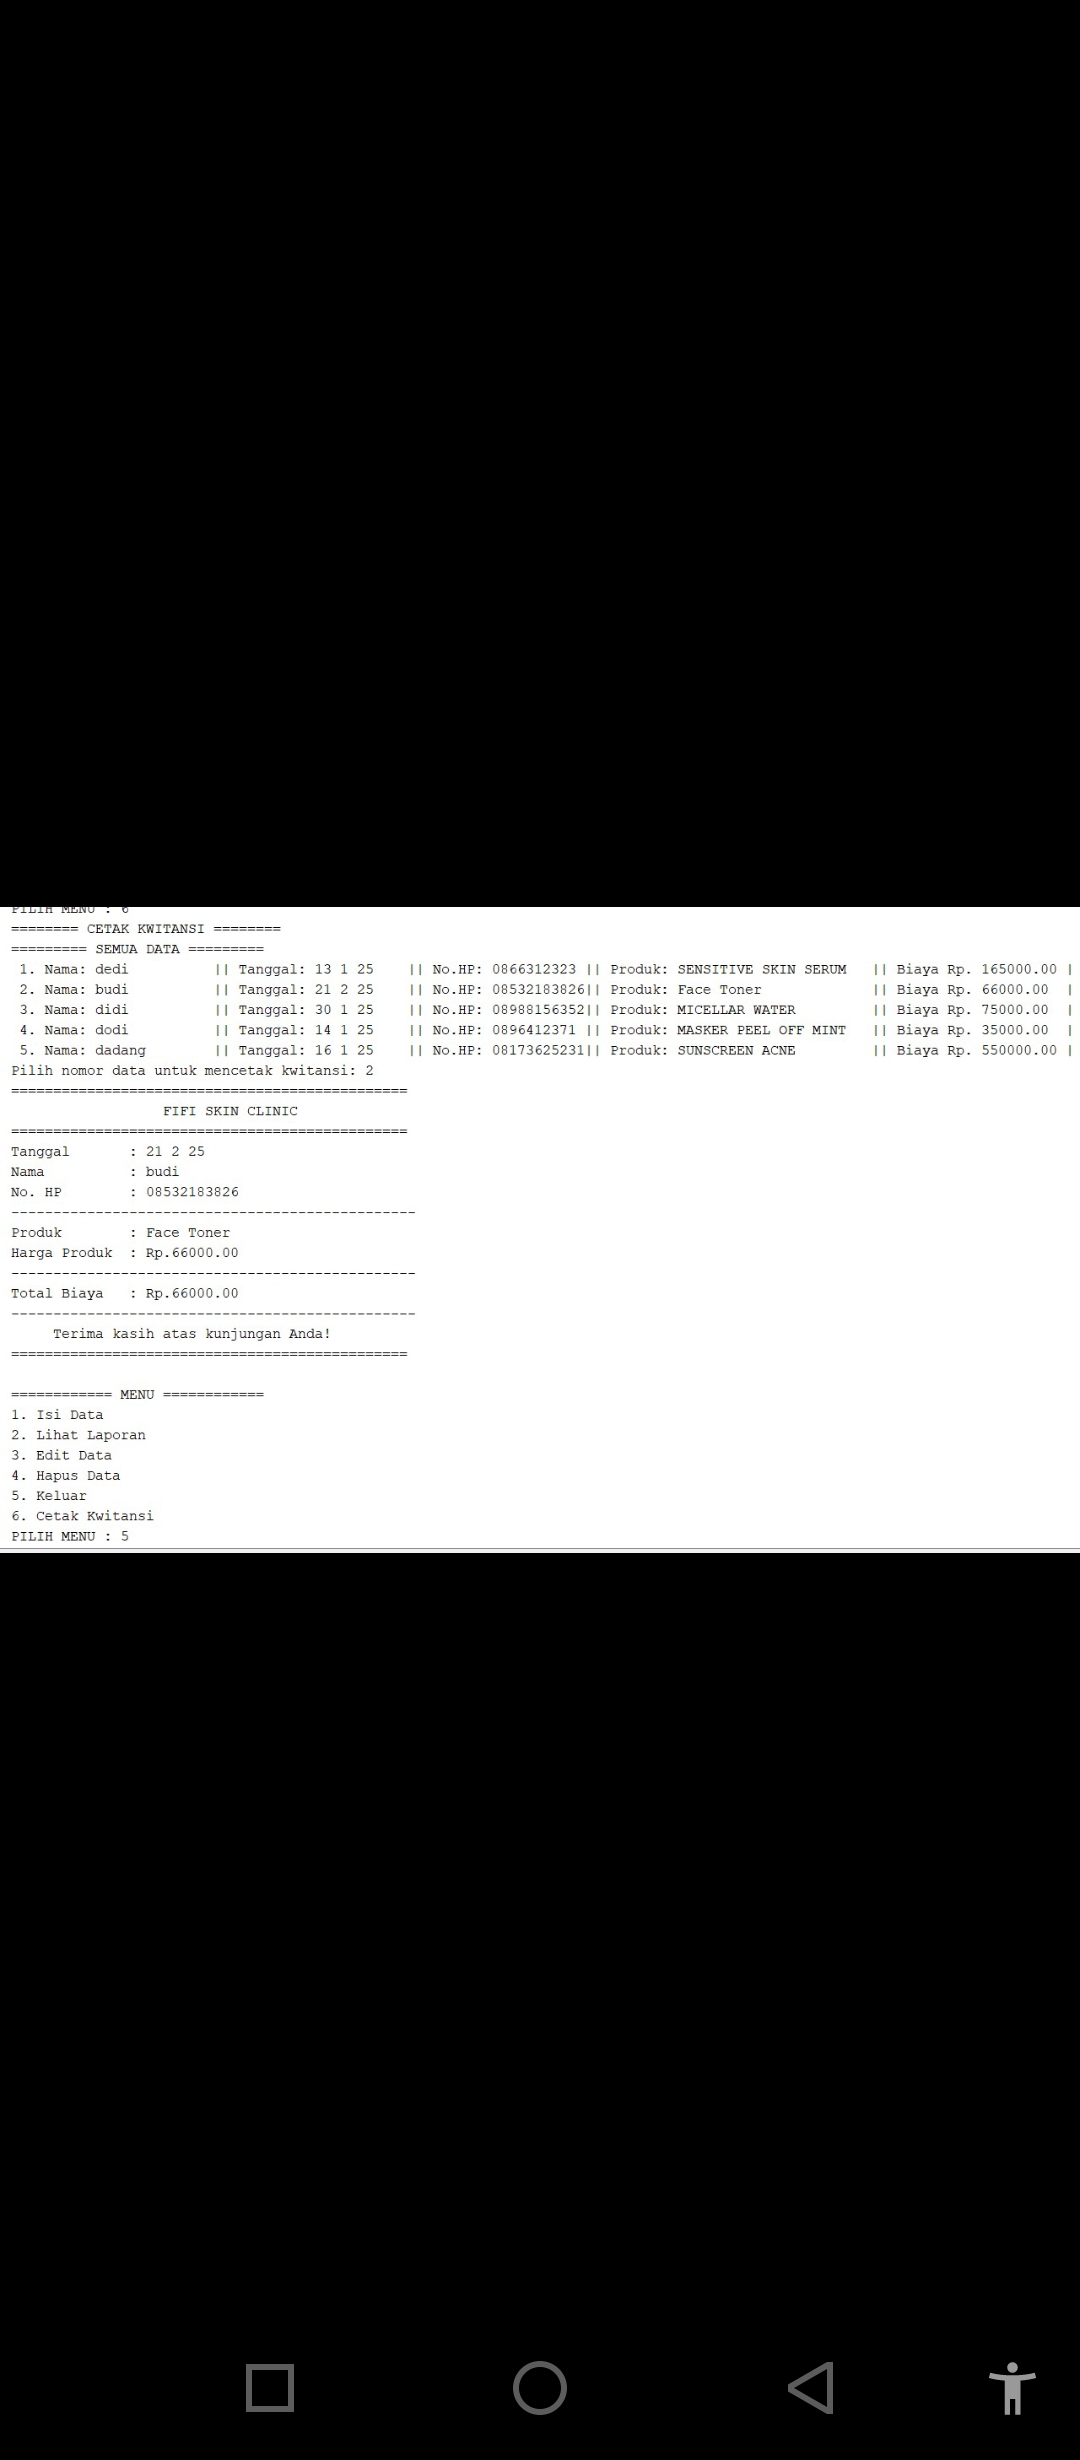 PILIH MENU : 6
======== CETAK KWITANSI ========
========= SEMUA DATA =========
1. Nama: dedi || Tanggal: 13 1 25 || No.HP: 0866312323 || Produk: SENSITIVE SKIN SERUM || Biaya Rp. 165000.00 |
2. Nama: budi || Tanggal: 21 2 25 || No.HP: 08532183826|| Produk: Face Toner || Biaya Rp. 66000.00 |
3. Nama: didi || Tanggal: 30 1 25 || No.HP: 08988156352|| Produk: MICELLAR WATER || Biaya Rp. 75000.00 |
4. Nama: dodi || Tanggal: 14 1 25 || No.HP: 0896412371 || Produk: MASKER PEEL OFF MINT || Biaya Rp. 35000.00 |
5. Nama: dadang || Tanggal: 16 1 25 || No.HP: 08173625231|| Produk: SUNSCREEN ACNE || Biaya Rp. 550000.00 |
Pilih nomor data untuk mencetak kwitansi: 2
===============================================
FIFI SKIN CLINIC
===============================================
Tanggal : 21 2 25
Nama : budi
No. HP : 08532183826
------------------------------------------------
Produk : Face Toner
Harga Produk : Rp.66000.00
------------------------------------------------
Total Biaya : Rp.66000.00
------------------------------------------------
Terima kasih atas kunjungan Anda!
===============================================
============ MENU ============
1. Isi Data
2. Lihat Laporan
3. Edit Data
4. Hapus Data
5. Keluar
6. Cetak Kwitansi
PILIH MENU : 5